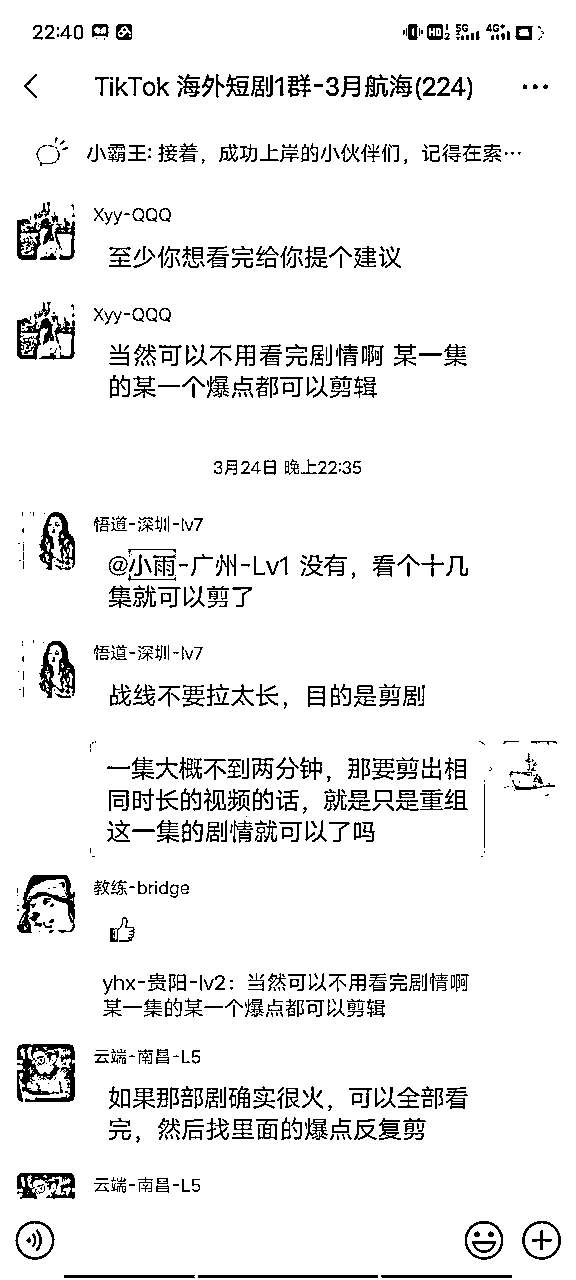 22:40
HD 5G 4G+
TikTok 海外短剧1群-3月航海(224)
小霸王: 接着，成功上岸的小伙伴们，记得在索…
Xyy-QQQ
至少你想看完给你提个建议
Xyy-QQQ
当然可以不用看完剧情啊 某一集
的某一个爆点都可以剪辑
3月24日 晚上22:35
悟道-深圳-lv7
@小雨-广州-Lv1 没有，看个十几
集就可以剪了
悟道-深圳-lv7
战线不要拉太长，目的是剪剧
一集大概不到两分钟，那要剪出相
同时长的视频的话，就是只是重组
这一集的剧情就可以了吗
教练-bridge
yhx-贵阳-lv2：当然可以不用看完剧情啊
某一集的某一个爆点都可以剪辑
云端-南昌-L5
如果那部剧确实很火，可以全部看
完，然后找里面的爆点反复剪
云端-南昌-L5